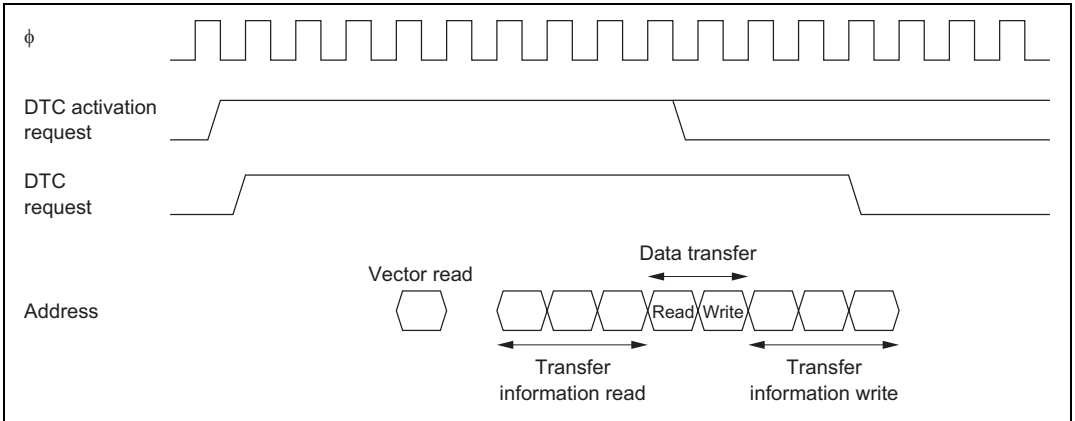 ϕ
DTC activation
request
DTC
request
Data transfer
Vector read
Address
Read Write
Transfer
information read
Transfer
information write